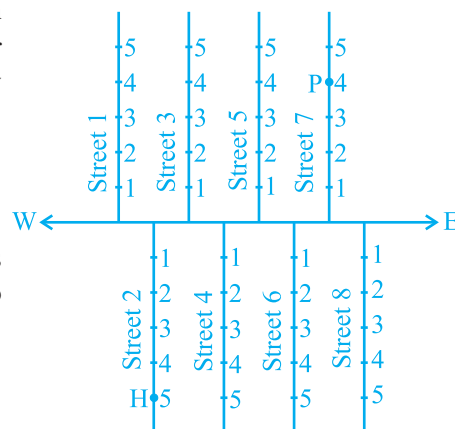 5 5 5 5
4 4 4 P 4
3 3 3 3
2 2 2 2
1 1 1 1
Street 1 Street 3 Street 5 Street 7
W E
1 1 1 1
2 2 2 2
3 3 3 3
4 4 4 4
H 5 5 5 5
Street 2 Street 4 Street 6 Street 8